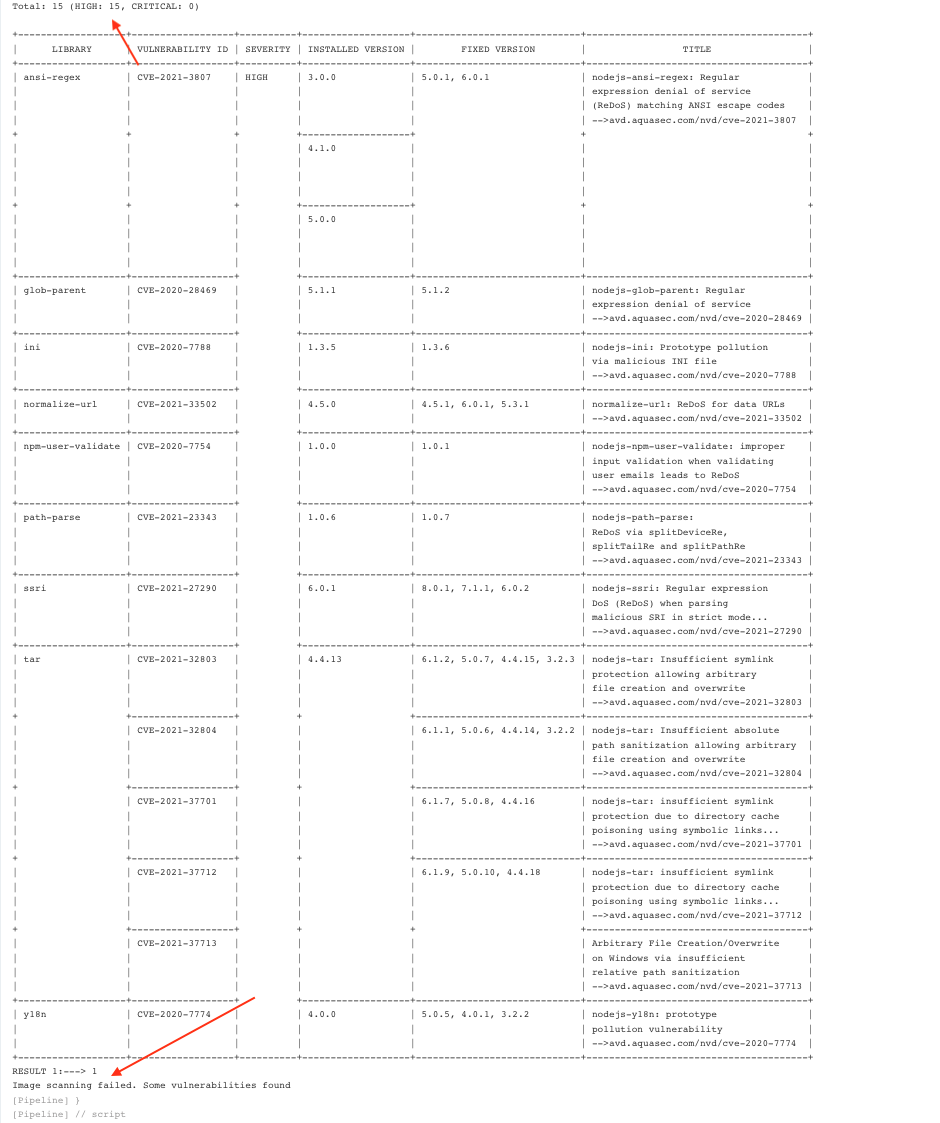 Total: 15 (HIGH: 15, CRITICAL: 0)
LIBRARY | VULNERABILITY ID | SEVERITY | INSTALLED VERSION | FIXED VERSION | TITLE
ansi-regex | CVE-2021-3807 | HIGH | 3.0.0 | 5.0.1, 6.0.1 | nodejs-ansi-regex: Regular
expression denial of service
(ReDoS) matching ANSI escape codes
-->avd.aquasec.com/nvd/cve-2021-3807
4.1.0
5.0.0
glob-parent | CVE-2020-28469 | 5.1.1 | 5.1.2 | nodejs-glob-parent: Regular
expression denial of service
-->avd.aquasec.com/nvd/cve-2020-28469
ini | CVE-2020-7788 | 1.3.5 | 1.3.6 | nodejs-ini: Prototype pollution
via malicious INI file
-->avd.aquasec.com/nvd/cve-2020-7788
normalize-url | CVE-2021-33502 | 4.5.0 | 4.5.1, 6.0.1, 5.3.1 | normalize-url: ReDoS for data URLs
-->avd.aquasec.com/nvd/cve-2021-33502
npm-user-validate | CVE-2020-7754 | 1.0.0 | 1.0.1 | nodejs-npm-user-validate: improper
input validation when validating
user emails leads to ReDoS
-->avd.aquasec.com/nvd/cve-2020-7754
path-parse | CVE-2021-23343 | 1.0.6 | 1.0.7 | nodejs-path-parse:
ReDoS via splitDeviceRe,
splitTailRe and splitPathRe
-->avd.aquasec.com/nvd/cve-2021-23343
ssri | CVE-2021-27290 | 6.0.1 | 8.0.1, 7.1.1, 6.0.2 | nodejs-ssri: Regular expression
DoS (ReDoS) when parsing
malicious SRI in strict mode...
-->avd.aquasec.com/nvd/cve-2021-27290
tar | CVE-2021-32803 | 4.4.13 | 6.1.2, 5.0.7, 4.4.15, 3.2.3 | nodejs-tar: Insufficient symlink
protection allowing arbitrary
file creation and overwrite
-->avd.aquasec.com/nvd/cve-2021-32803
CVE-2021-32804 | 6.1.1, 5.0.6, 4.4.14, 3.2.2 | nodejs-tar: Insufficient absolute
path sanitization allowing arbitrary
file creation and overwrite
-->avd.aquasec.com/nvd/cve-2021-32804
CVE-2021-37701 | 6.1.7, 5.0.8, 4.4.16 | nodejs-tar: insufficient symlink
protection due to directory cache
poisoning using symbolic links...
-->avd.aquasec.com/nvd/cve-2021-37701
CVE-2021-37712 | 6.1.9, 5.0.10, 4.4.18 | nodejs-tar: insufficient symlink
protection due to directory cache
poisoning using symbolic links...
-->avd.aquasec.com/nvd/cve-2021-37712
CVE-2021-37713 | Arbitrary File Creation/Overwrite
on Windows via insufficient
relative path sanitization
-->avd.aquasec.com/nvd/cve-2021-37713
y18n | CVE-2020-7774 | 4.0.0 | 5.0.5, 4.0.1, 3.2.2 | nodejs-y18n: prototype
pollution vulnerability
-->avd.aquasec.com/nvd/cve-2020-7774
RESULT 1:---> 1
Image scanning failed. Some vulnerabilities found
[Pipeline] }
[Pipeline] // script